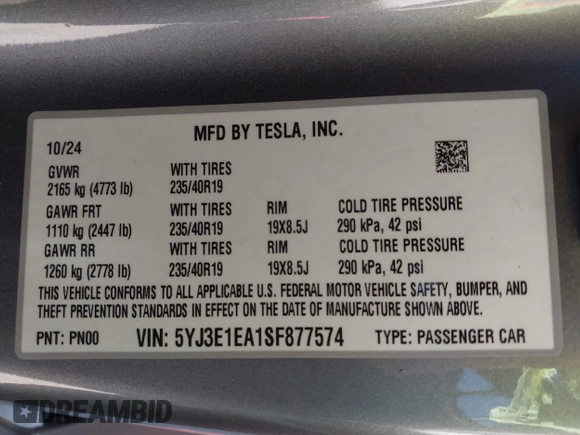 MFD BY TESLA, INC.
10/24
GVWR WITH TIRES
2165 kg (4773 lb) 235/40R19
GAWR FRT WITH TIRES RIM COLD TIRE PRESSURE
1110 kg (2447 lb) 235/40R19 19X8.5J 290 kPa, 42 psi
GAWR RR WITH TIRES RIM COLD TIRE PRESSURE
1260 kg (2778 lb) 235/40R19 19X8.5J 290 kPa, 42 psi
THIS VEHICLE CONFORMS TO ALL APPLICABLE U.S. FEDERAL MOTOR VEHICLE SAFETY, BUMPER, AND
THEFT PREVENTION STANDARDS IN EFFECT ON THE DATE OF MANUFACTURE SHOWN ABOVE.
PNT: PN00 VIN: 5YJ3E1EA1SF877574 TYPE: PASSENGER CAR
DREAMBID